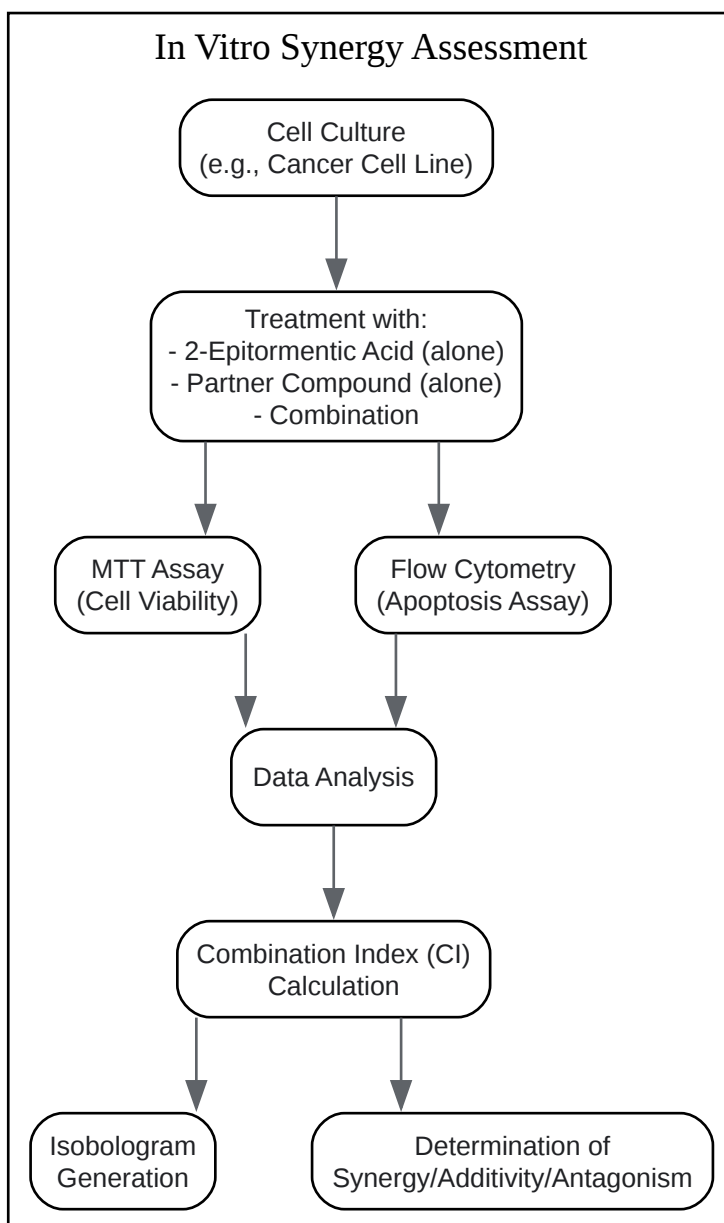 In Vitro Synergy Assessment
Cell Culture
(e.g., Cancer Cell Line)
Treatment with:
- 2-Epitormentic Acid (alone)
- Partner Compound (alone)
- Combination
MTT Assay
(Cell Viability)
Flow Cytometry
(Apoptosis Assay)
Data Analysis
Combination Index (CI)
Calculation
Isobologram
Generation
Determination of
Synergy/Additivity/Antagonism